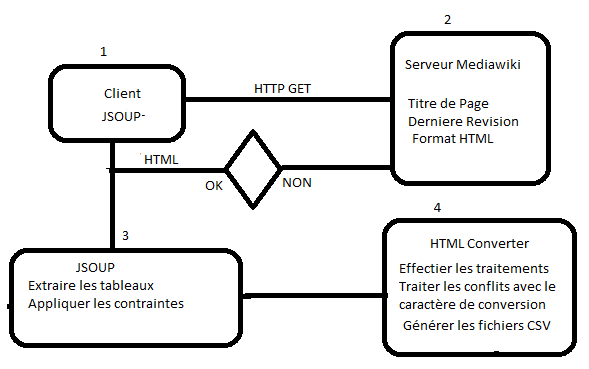 1
Client
JSOUP-
HTTP GET
2
Serveur Mediawiki
Titre de Page
Derniere Revision
Format HTML
HTML
OK
NON
3
JSOUP
Extraire les tableaux
Appliquer les contraintes
4
HTML Converter
Effectier les traitements
Traiter les conflits avec le
caractère de conversion
Générer les fichiers CSV